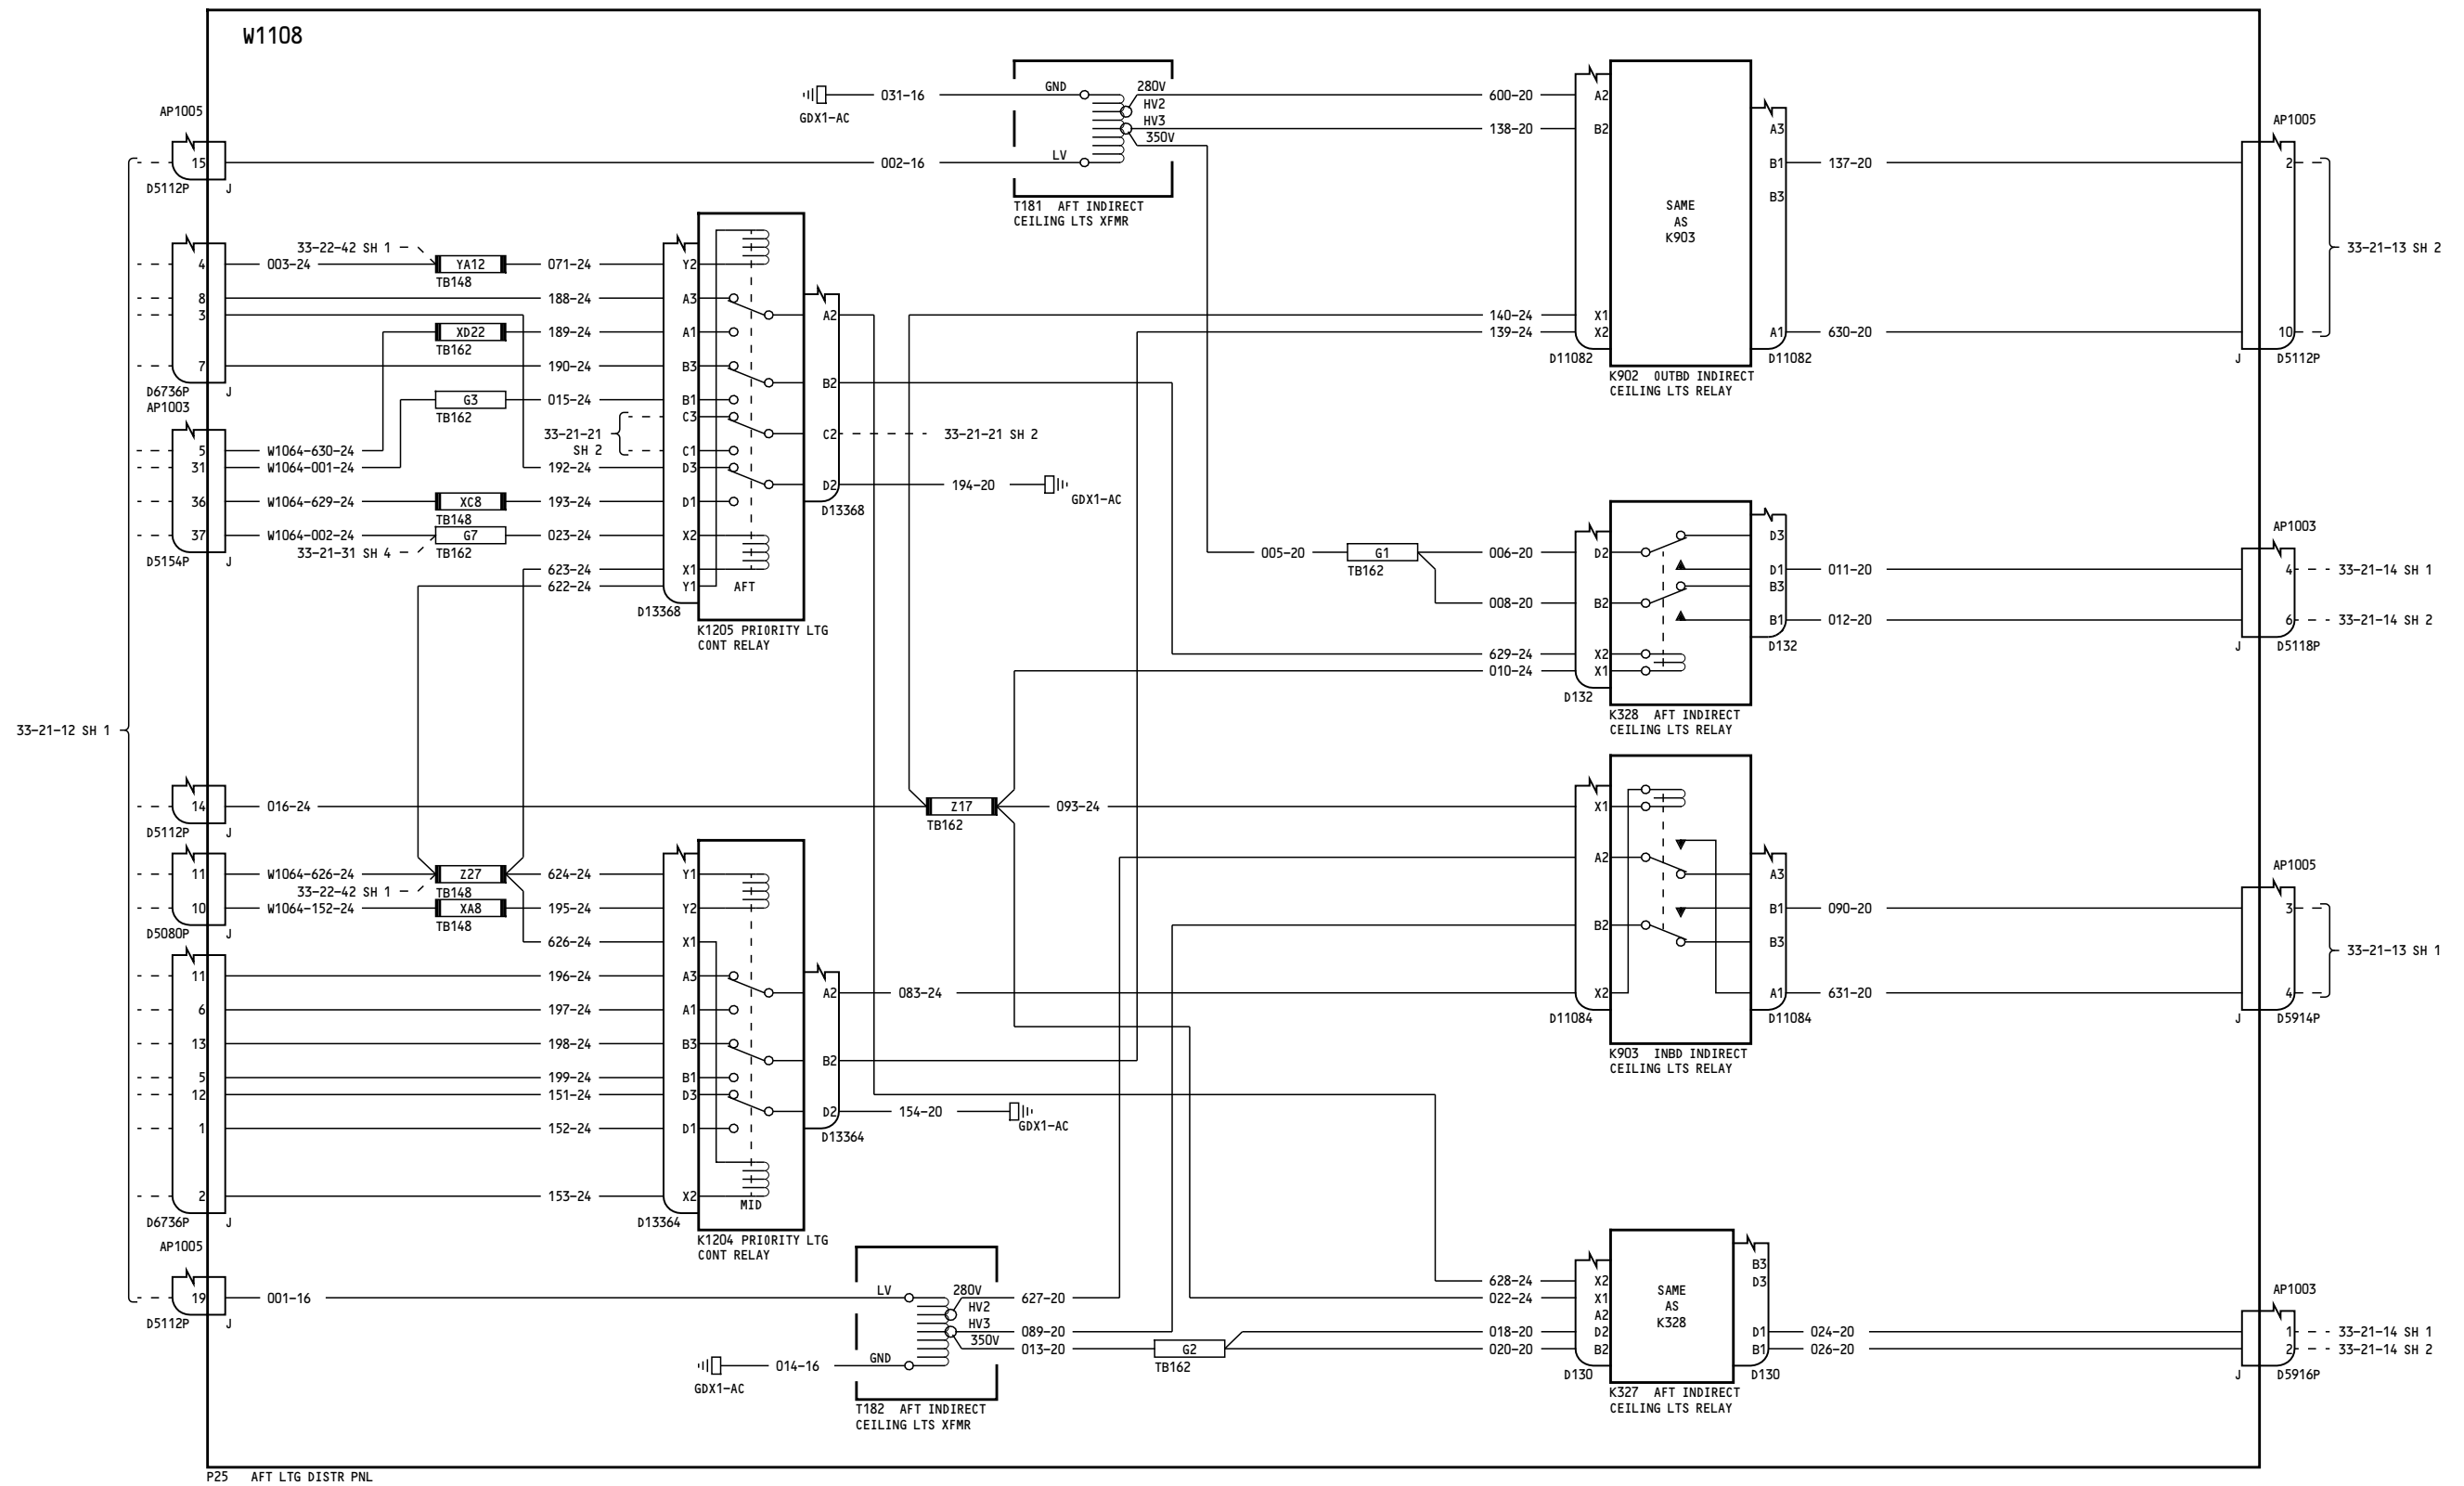 W1108
AP1005
15
D5112P J
GDX1-AC
031-16
002-16
GND
LV
280V
HV2
HV3
350V
T181 AFT INDIRECT
CEILING LTS XFMR
600-20
138-20
140-24
139-24
A2
B2
X1
X2
D11082
SAME
AS
K903
A3
B1
B3
A1
D11082
K902 OUTBD INDIRECT
CEILING LTS RELAY
137-20
630-20
AP1005
2
10
J D5112P
33-21-13 SH 2
4
8
3
7
D6736P J
33-22-42 SH 1
003-24
YA12
TB148
071-24
188-24
XD22
TB162
189-24
190-24
G3
TB162
015-24
33-21-21
SH 2
192-24
AP1003
5
31
36
37
D5154P J
W1064-630-24
W1064-001-24
W1064-629-24
XC8
TB148
193-24
W1064-002-24
G7
TB162
023-24
33-21-31 SH 4
623-24
622-24
Y2
A3
A1
B3
B1
C3
C1
D3
D1
X2
X1
Y1
D13368
AFT
A2
B2
C2
D2
D13368
K1205 PRIORITY LTG
CONT RELAY
33-21-21 SH 2
194-20
GDX1-AC
005-20
G1
TB162
006-20
008-20
629-24
010-24
D2
B2
X2
X1
D132
D3
D1
B3
B1
D132
K328 AFT INDIRECT
CEILING LTS RELAY
011-20
012-20
AP1003
4
6
J D5118P
33-21-14 SH 1
33-21-14 SH 2
33-21-12 SH 1
14
D5112P J
016-24
Z17
TB162
093-24
11
10
D5080P J
W1064-626-24
Z27
33-22-42 SH 1
TB148
W1064-152-24
XA8
TB148
624-24
195-24
626-24
11
6
13
5
12
1
2
D6736P J
196-24
197-24
198-24
199-24
151-24
152-24
153-24
Y1
Y2
X1
A3
A1
B3
B1
D3
D1
X2
D13364
MID
A2
B2
D2
D13364
K1204 PRIORITY LTG
CONT RELAY
083-24
154-20
GDX1-AC
X1
A2
B2
X2
D11084
A3
B1
B3
A1
D11084
K903 INBD INDIRECT
CEILING LTS RELAY
090-20
631-20
AP1005
3
4
J D5914P
33-21-13 SH 1
AP1005
19
D5112P J
001-16
LV
GND
280V
HV2
HV3
350V
T182 AFT INDIRECT
CEILING LTS XFMR
GDX1-AC
014-16
627-20
089-20
013-20
G2
TB162
628-24
022-24
018-20
020-20
X2
X1
A2
D2
B2
D130
SAME
AS
K328
B3
D3
D1
B1
D130
K327 AFT INDIRECT
CEILING LTS RELAY
024-20
026-20
AP1003
1
2
J D5916P
33-21-14 SH 1
33-21-14 SH 2
P25 AFT LTG DISTR PNL